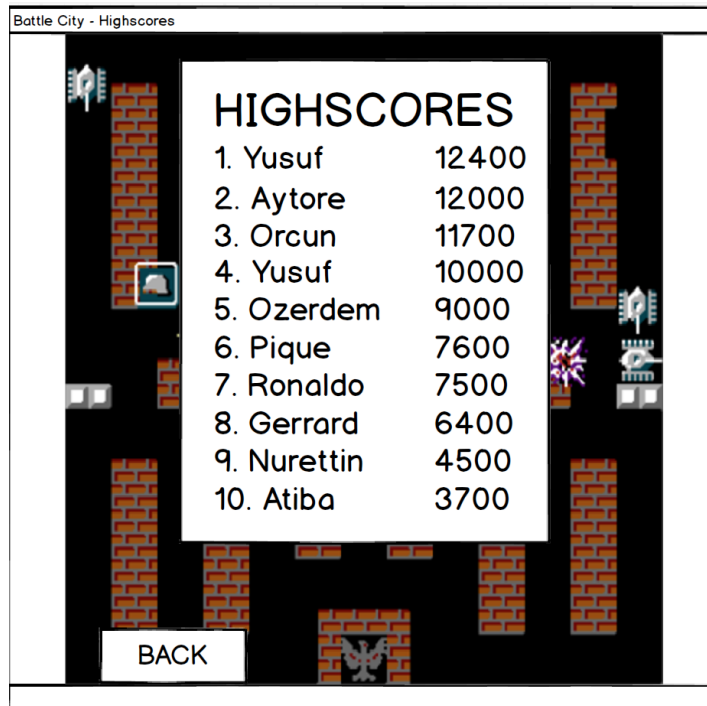 Battle City - Highscores
HIGHSCORES
1. Yusuf 12400
2. Aytore 12000
3. Orcun 11700
4. Yusuf 10000
5. Ozerdem 9000
6. Pique 7600
7. Ronaldo 7500
8. Gerrard 6400
9. Nurettin 4500
10. Atiba 3700
BACK